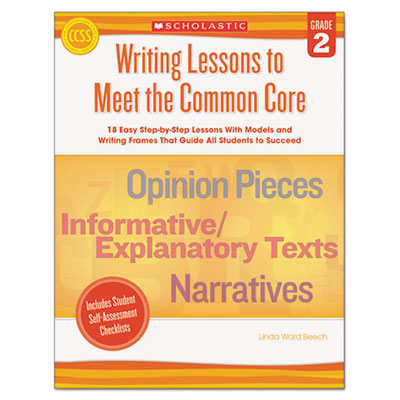 SCHOLASTIC
GRADE
2
CCSS
Writing Lessons to
Meet the Common Core
18 Easy Step-by-Step Lessons With Models and
Writing Frames That Guide All Students to Succeed
Opinion Pieces
Informative/
Explanatory Texts
Narratives
Includes Student
Self-Assessment
Checklists
Linda Ward Beech